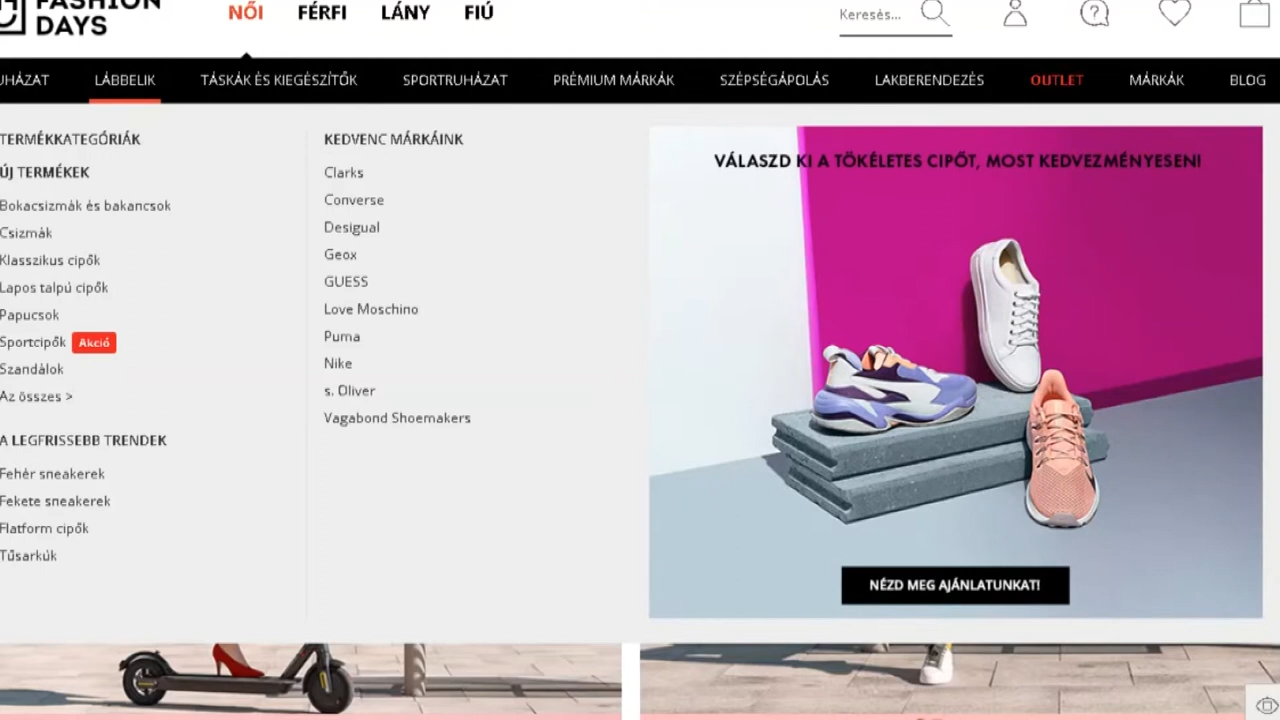 FASHION
DAYS
NŐI FÉRFI LÁNY FIÚ
Keresés...
LÁBBELIK TÁSKÁK ÉS KIEGÉSZÍTŐK SPORTRUHÁZAT PRÉMIUM MÁRKÁK SZÉPSÉGÁPOLÁS LAKBERENDEZÉS OUTLET MÁRKÁK BLOG
TERMÉKKATEGÓRIÁK
ÚJ TERMÉKEK
Bokacsizmák és bakancsok
Csizmák
Klasszikus cipők
Lapos talpú cipők
Papucsok
Sportcipők Akció
Szandálok
Az összes >
A LEGFRISSEBB TRENDEK
Fehér sneakerek
Fekete sneakerek
Flatform cipők
Tűsarkúk
KEDVENC MÁRKÁINK
Clarks
Converse
Desigual
Geox
GUESS
Love Moschino
Puma
Nike
s. Oliver
Vagabond Shoemakers
VÁLASZD KI A TÖKÉLETES CIPŐT, MOST KEDVEZMÉNYESEN!
NÉZD MEG AJÁNLATUNKAT!